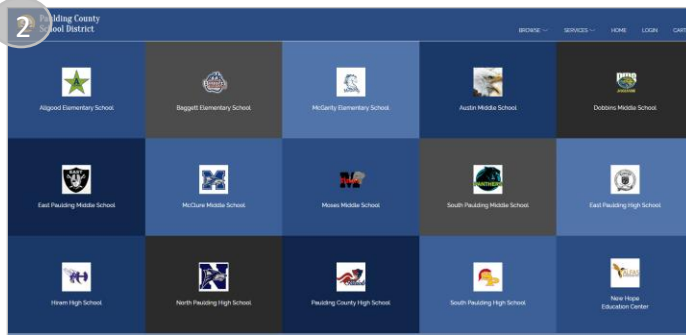 2
Paulding County
School District
BROWSE
SERVICES
HOME
LOGIN
CART
Allgood Elementary School
Baggett Elementary School
McGarity Elementary School
Austin Middle School
Dobbins Middle School
East Paulding Middle School
McClure Middle School
Moses Middle School
PANTHERS
South Paulding Middle School
East Paulding High School
Hiram High School
North Paulding High School
Paulding County High School
South Paulding High School
New Hope
Education Center